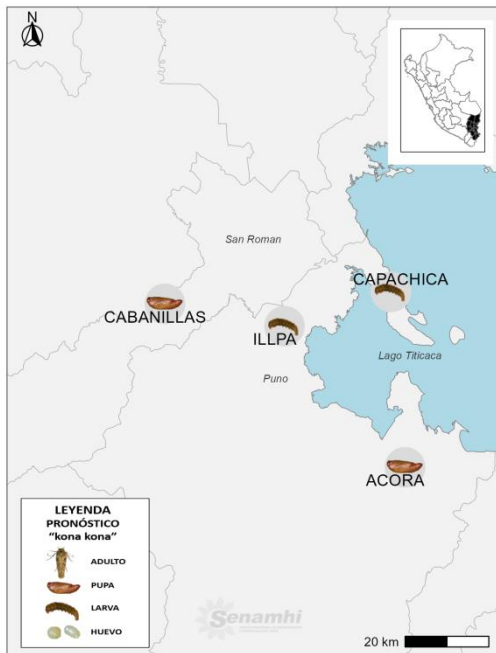 N
San Roman
CAPACHICA
CABANILLAS
ILLPA
Lago Titicaca
Puno
ACORA
LEYENDA
PRONÓSTICO
"kona kona"
ADULTO
PUPA
LARVA
HUEVO
Senamhi
20 km